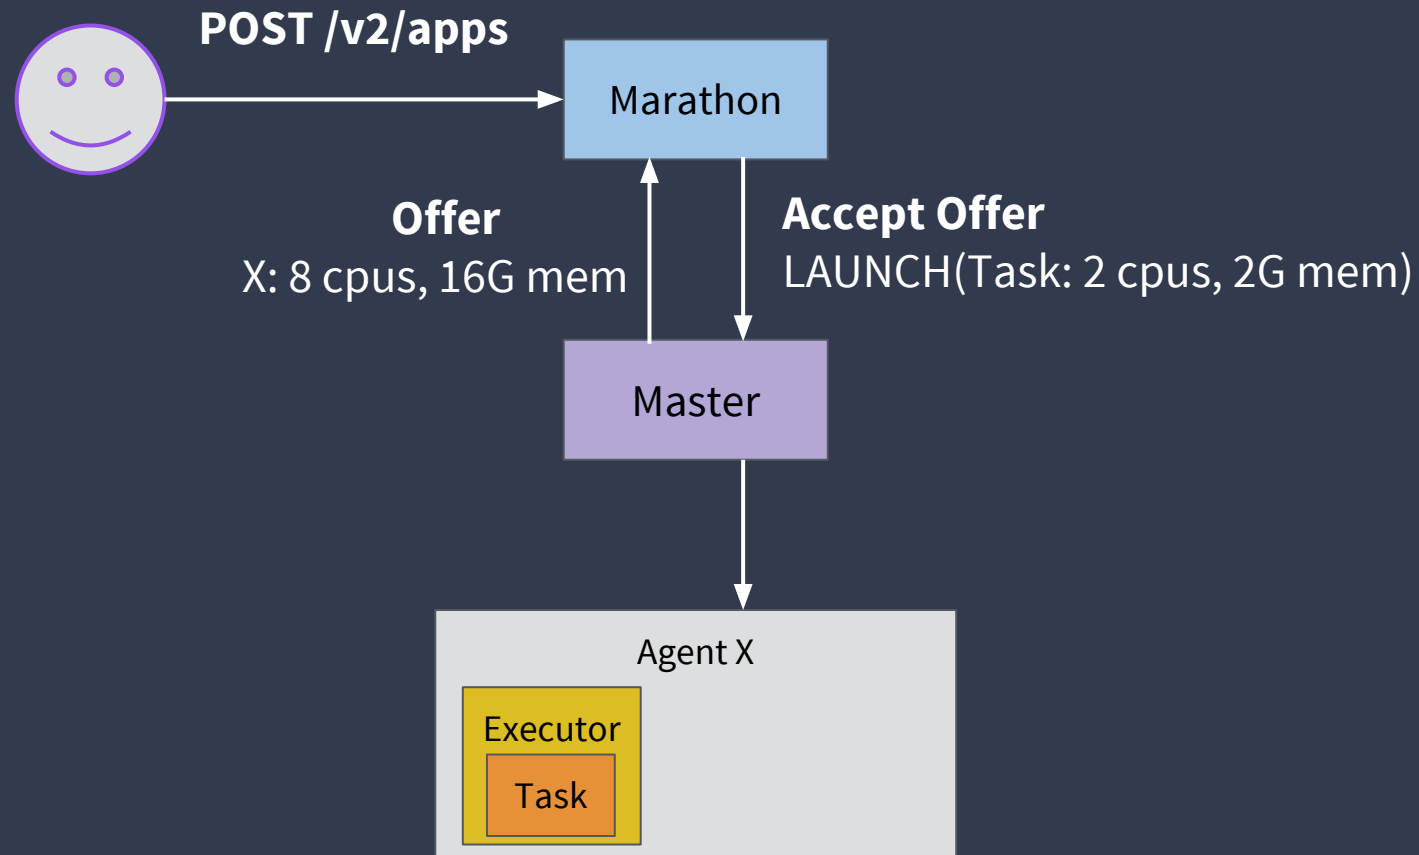 POST /v2/apps
Marathon
Offer
X: 8 cpus, 16G mem
Accept Offer
LAUNCH(Task: 2 cpus, 2G mem)
Master
Agent X
Executor
Task